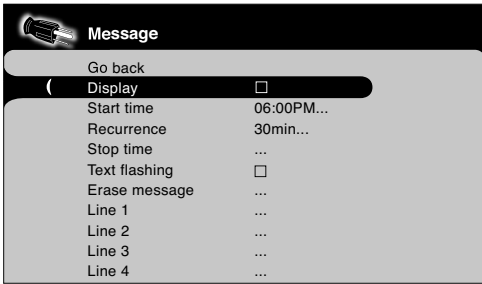 Message
Go back
Display ☐
Start time 06:00PM...
Recurrence 30min...
Stop time ...
Text flashing ☐
Erase message ...
Line 1 ...
Line 2 ...
Line 3 ...
Line 4 ...